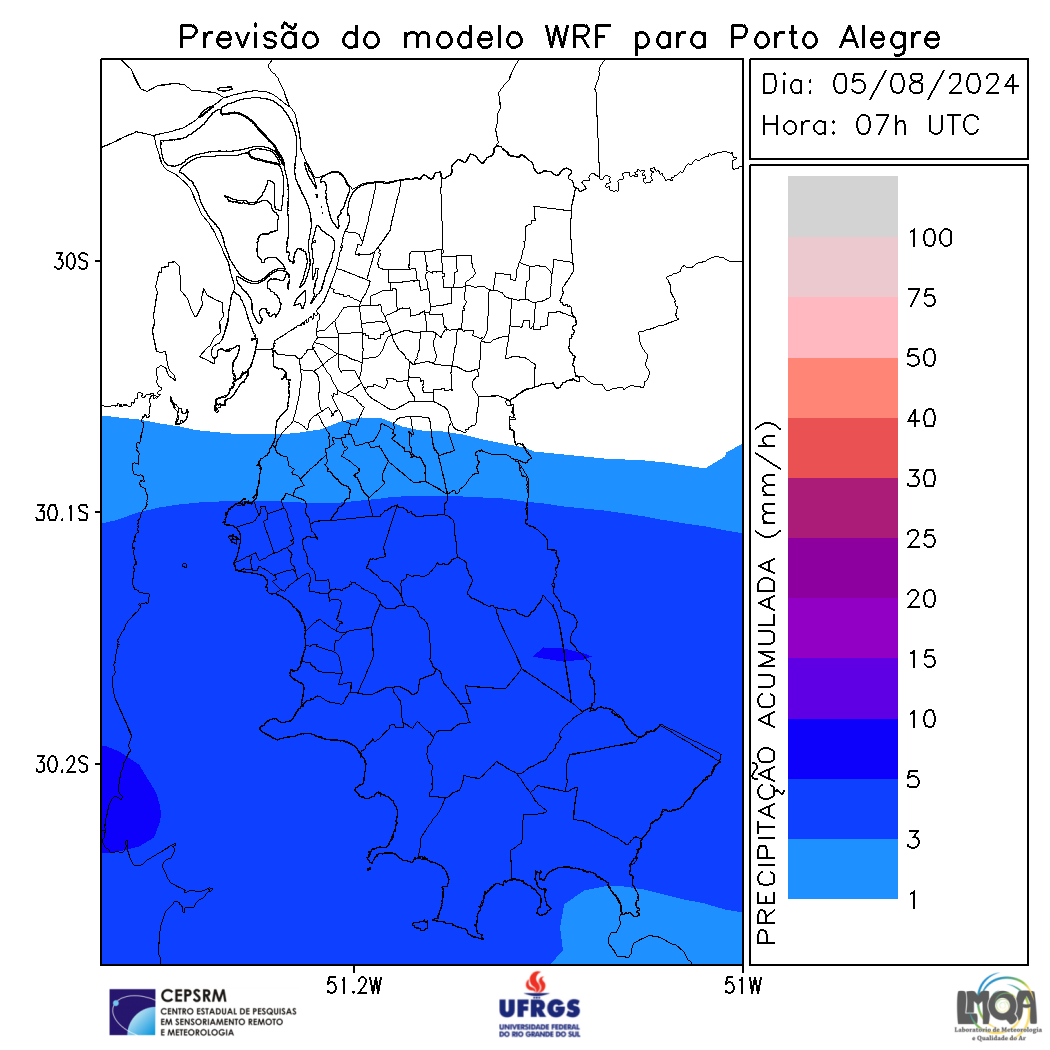 Previsão do modelo WRF para Porto Alegre
Dia: 05/08/2024
Hora: 07h UTC
30S
30.1S
30.2S
51.2W
51W
PRECIPITAÇÃO ACUMULADA (mm/h)
100
75
50
40
30
25
20
15
10
5
3
1
CEPSRM
CENTRO ESTADUAL DE PESQUISAS
EM SENSORIAMENTO REMOTO
E METEOROLOGIA
UFRGS
UNIVERSIDADE FEDERAL
DO RIO GRANDE DO SUL
LMQA
Laboratório de Meteorologia
e Qualidade do Ar